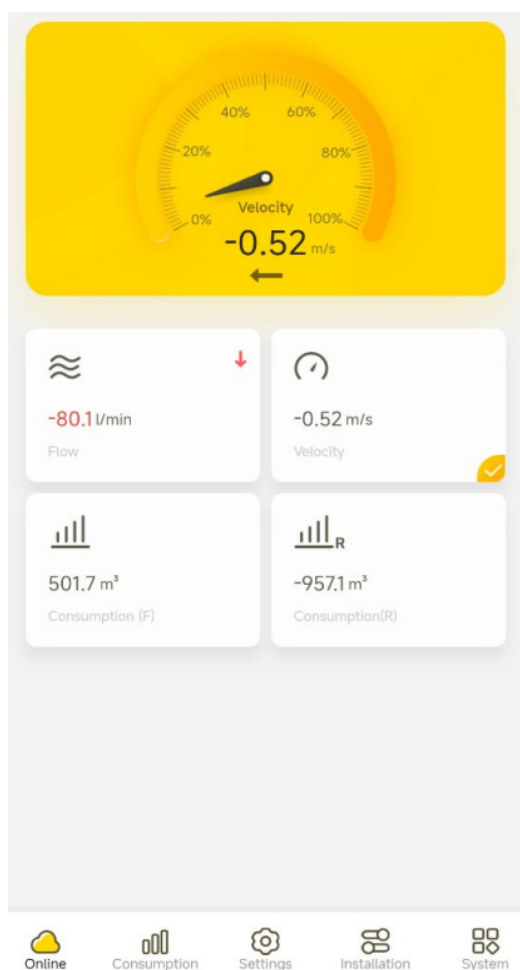 40% 60%
20% 80%
0% Velocity 100%
-0.52 m/s
-80.1 l/min
Flow
-0.52 m/s
Velocity
501.7 m³
Consumption (F)
R
-957.1 m³
Consumption(R)
Online Consumption Settings Installation System